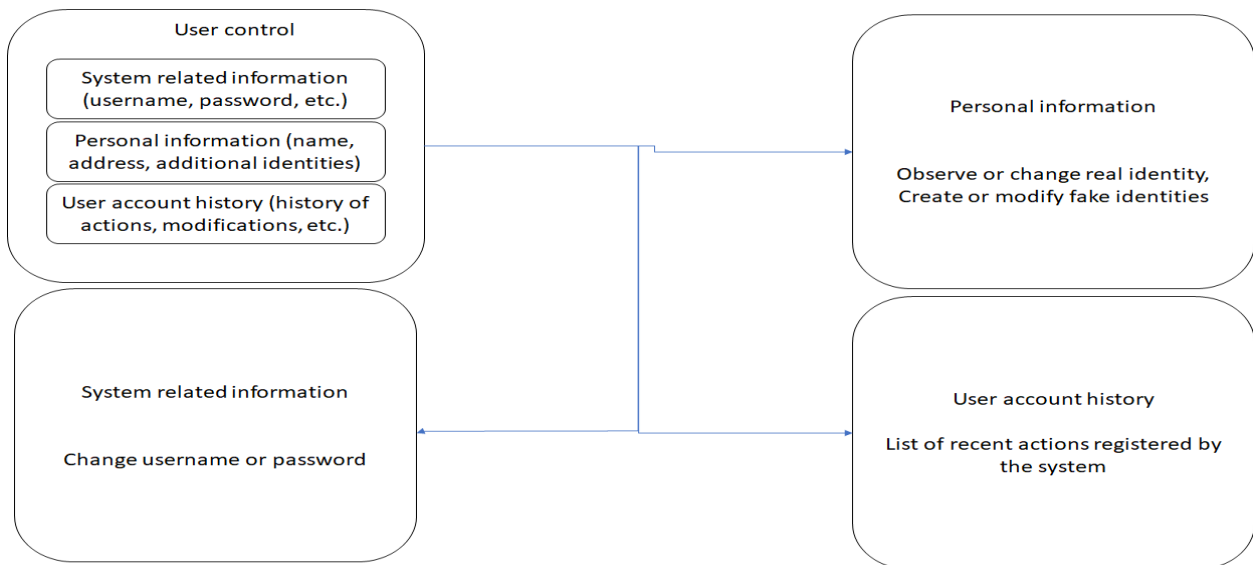 User control
System related information
(username, password, etc.)
Personal information (name,
address, additional identities)
User account history (history of
actions, modifications, etc.)
Personal information
Observe or change real identity,
Create or modify fake identities
System related information
Change username or password
User account history
List of recent actions registered by
the system